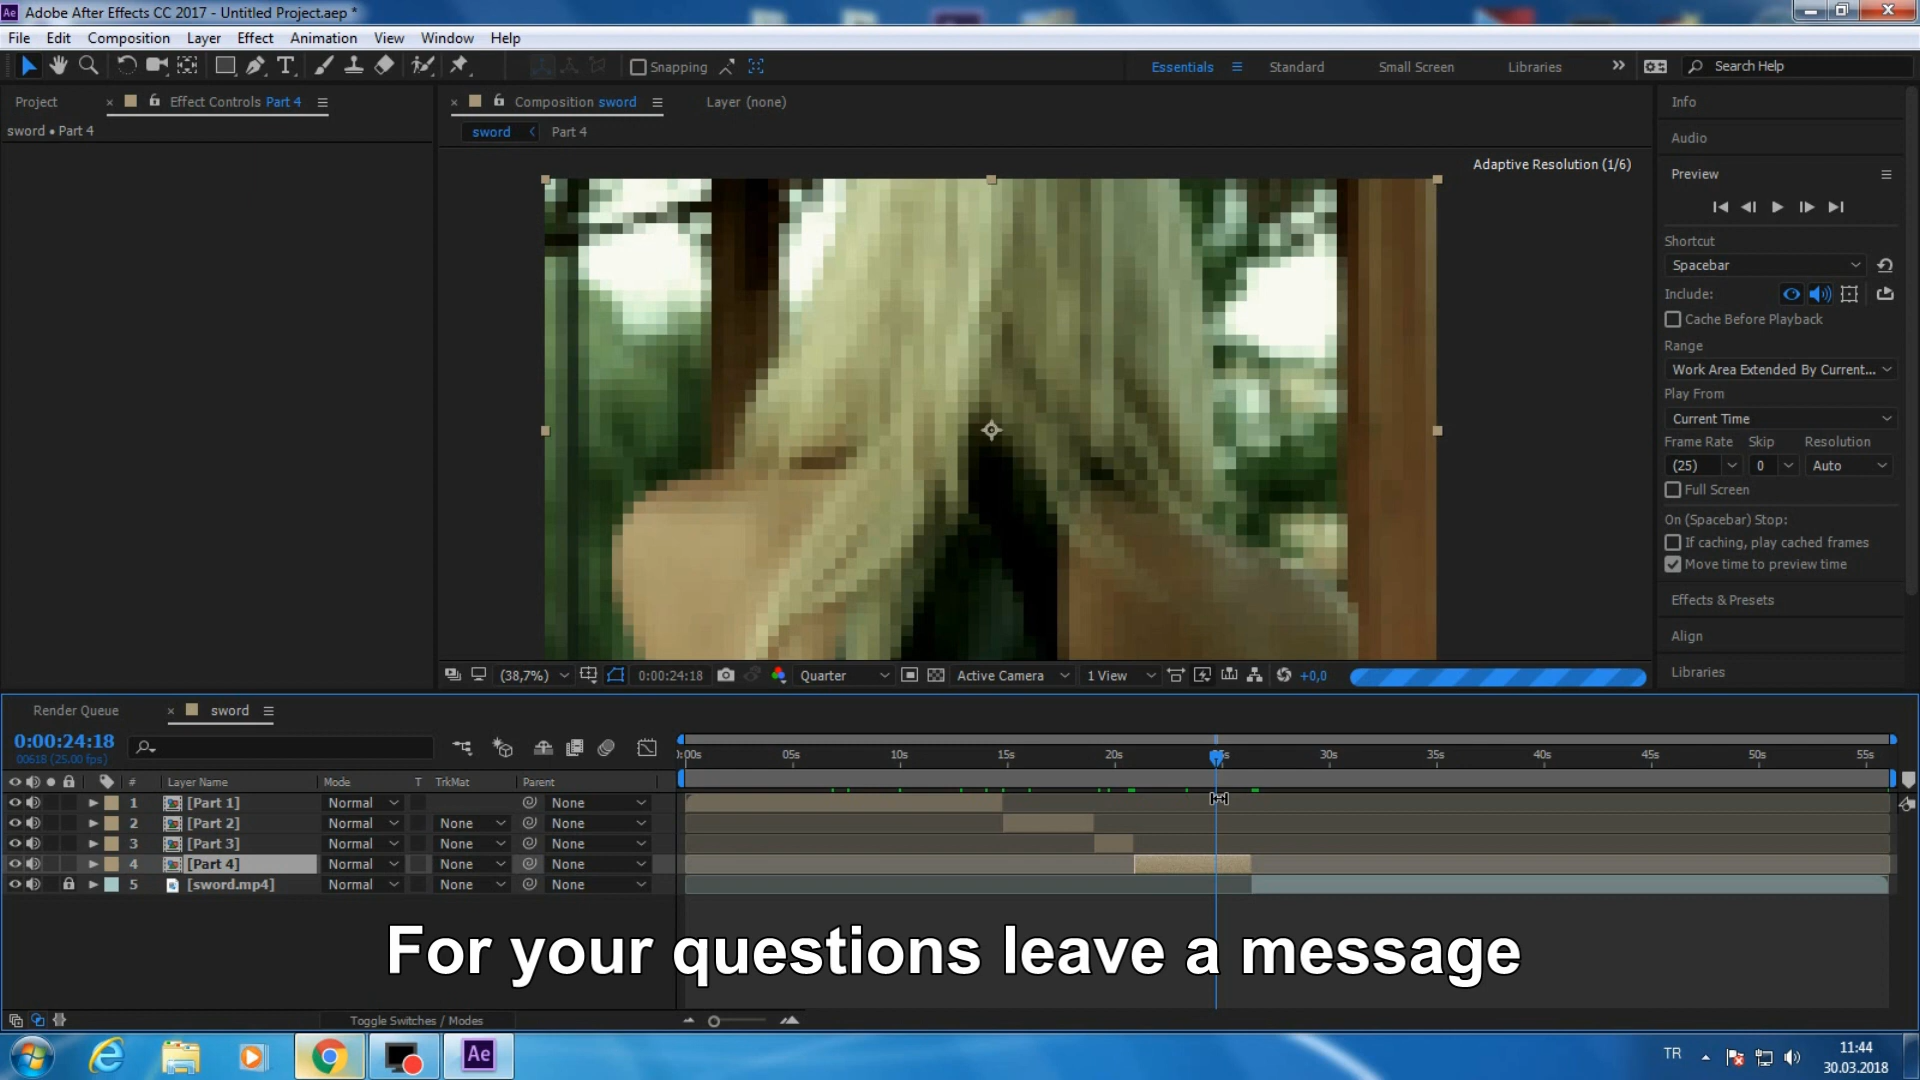 Adobe After Effects CC 2017 - Untitled Project.aep *
File Edit Composition Layer Effect Animation View Window Help
Snapping Essentials Standard Small Screen Libraries Search Help
Project Effect Controls Part 4
sword • Part 4
Composition sword Layer (none)
sword Part 4
Adaptive Resolution (1/6)
Info
Audio
Preview
Shortcut
Spacebar
Include:
Cache Before Playback
Range
Work Area Extended By Current...
Play From
Current Time
Frame Rate Skip Resolution
(25) 0 Auto
Full Screen
On (Spacebar) Stop:
If caching, play cached frames
Move time to preview time
Effects & Presets
Align
Libraries
(38,7%) 0:00:24:18 Quarter Active Camera 1 View +0,0
Render Queue sword
0:00:24:18
00618 (25.00 fps)
:00s 05s 10s 15s 20s 30s 35s 40s 45s 50s 55s
# Layer Name Mode T TrkMat Parent
1 [Part 1] Normal None
2 [Part 2] Normal None None
3 [Part 3] Normal None None
4 [Part 4] Normal None None
5 [sword.mp4] Normal None None
For your questions leave a message
Toggle Switches / Modes
Ae
TR
11:44
30.03.2018